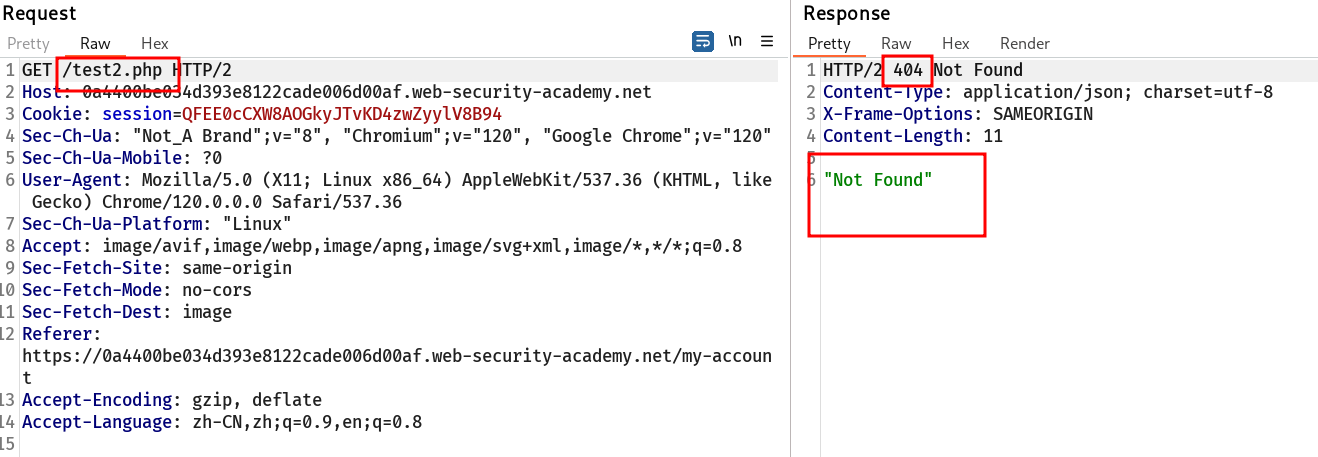 Request
Pretty Raw Hex \n
1 GET /test2.php HTTP/2
2 Host: 0a4400be034d393e8122cade006d00af.web-security-academy.net
3 Cookie: session=QFEE0cCXW8AOGkyJTvKD4zwZyylV8B94
4 Sec-Ch-Ua: "Not_A Brand";v="8", "Chromium";v="120", "Google Chrome";v="120"
5 Sec-Ch-Ua-Mobile: ?0
6 User-Agent: Mozilla/5.0 (X11; Linux x86_64) AppleWebKit/537.36 (KHTML, like
Gecko) Chrome/120.0.0.0 Safari/537.36
7 Sec-Ch-Ua-Platform: "Linux"
8 Accept: image/avif,image/webp,image/apng,image/svg+xml,image/*,*/*;q=0.8
9 Sec-Fetch-Site: same-origin
10 Sec-Fetch-Mode: no-cors
11 Sec-Fetch-Dest: image
12 Referer:
https://0a4400be034d393e8122cade006d00af.web-security-academy.net/my-accoun
t
13 Accept-Encoding: gzip, deflate
14 Accept-Language: zh-CN,zh;q=0.9,en;q=0.8
15
Response
Pretty Raw Hex Render
1 HTTP/2 404 Not Found
2 Content-Type: application/json; charset=utf-8
3 X-Frame-Options: SAMEORIGIN
4 Content-Length: 11
5
6 "Not Found"